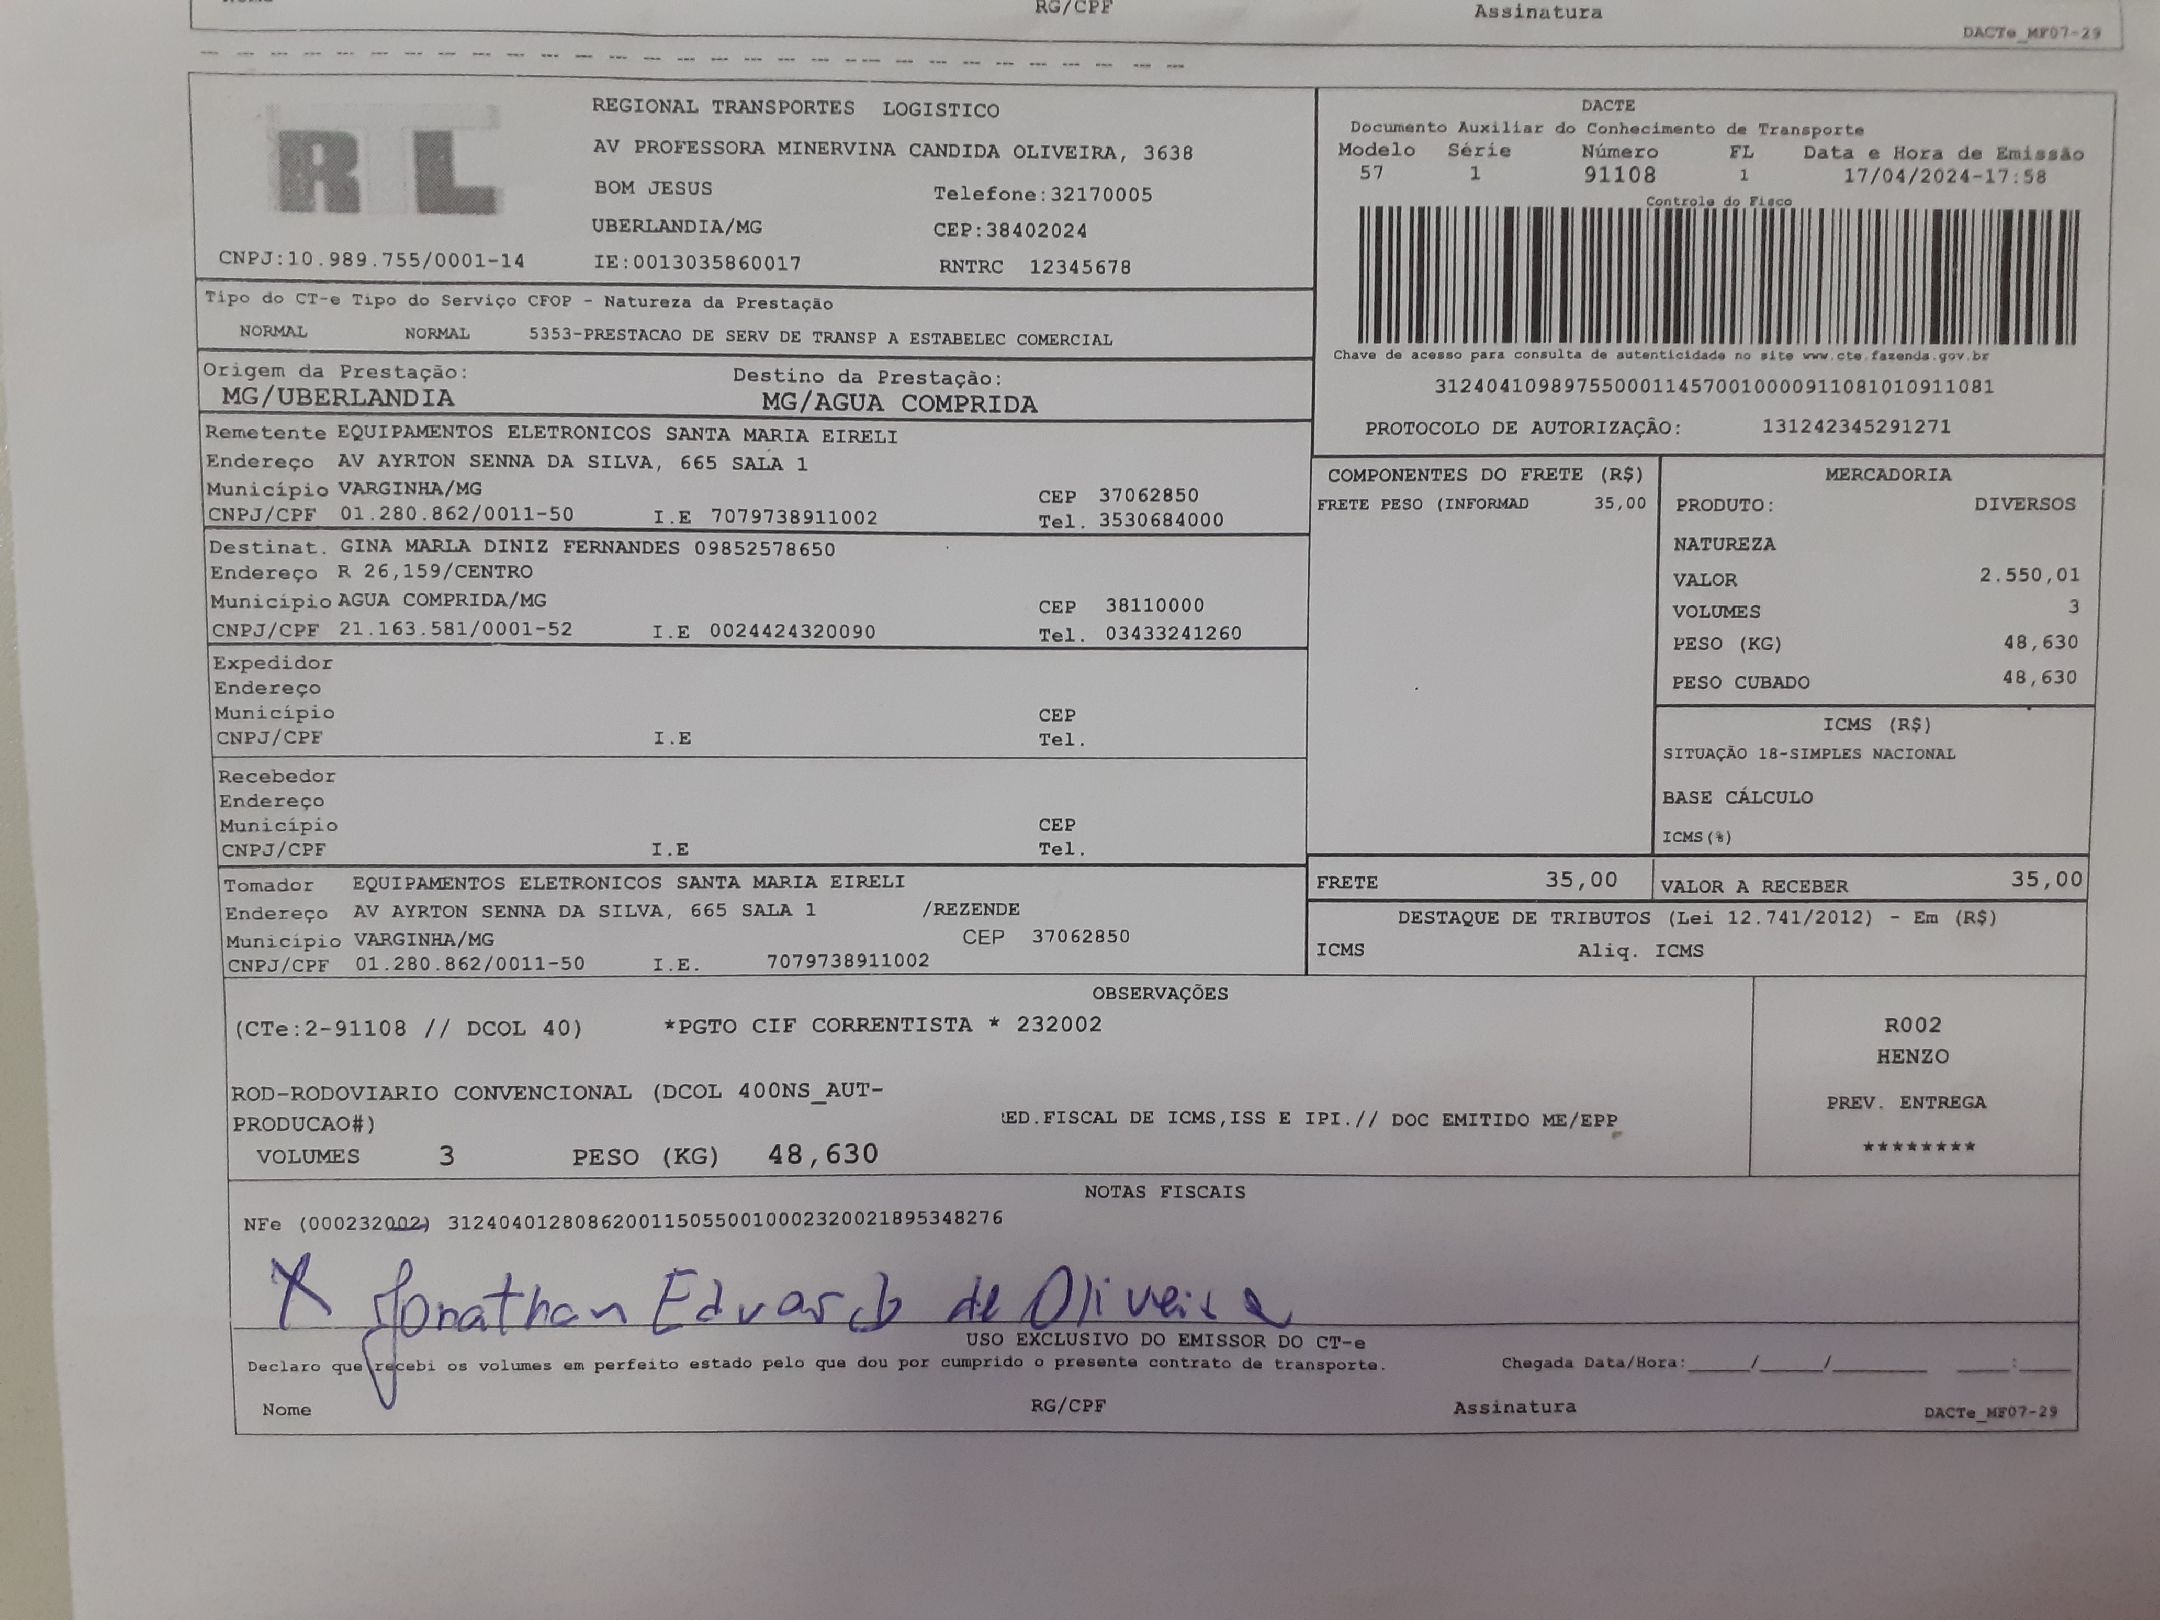 RG/CPF
Assinatura
DACTe_MF07-29
RTL
REGIONAL TRANSPORTES LOGISTICO
AV PROFESSORA MINERVINA CANDIDA OLIVEIRA, 3638
BOM JESUS
Telefone:32170005
UBERLANDIA/MG
CEP:38402024
CNPJ:10.989.755/0001-14
IE:0013035860017
RNTRC 12345678
DACTE
Documento Auxiliar do Conhecimento de Transporte
Modelo Série Número FL Data e Hora de Emissão
57 1 91108 1 17/04/2024-17:58
Controle do Fisco
Chave de acesso para consulta de autenticidade no site www.cte.fazenda.gov.br
31240410989755000114570010000911081010911081
PROTOCOLO DE AUTORIZAÇÃO: 131242345291271
Tipo do CT-e Tipo do Serviço CFOP - Natureza da Prestação
NORMAL NORMAL 5353-PRESTACAO DE SERV DE TRANSP A ESTABELEC COMERCIAL
Origem da Prestação: Destino da Prestação:
MG/UBERLANDIA MG/AGUA COMPRIDA
Remetente EQUIPAMENTOS ELETRONICOS SANTA MARIA EIRELI
Endereço AV AYRTON SENNA DA SILVA, 665 SALA 1
Município VARGINHA/MG CEP 37062850
CNPJ/CPF 01.280.862/0011-50 I.E 7079738911002 Tel. 3530684000
Destinat. GINA MARLA DINIZ FERNANDES 09852578650
Endereço R 26,159/CENTRO
Município AGUA COMPRIDA/MG CEP 38110000
CNPJ/CPF 21.163.581/0001-52 I.E 0024424320090 Tel. 03433241260
Expedidor
Endereço
Município CEP
CNPJ/CPF I.E Tel.
Recebedor
Endereço
Município CEP
CNPJ/CPF I.E Tel.
Tomador EQUIPAMENTOS ELETRONICOS SANTA MARIA EIRELI
Endereço AV AYRTON SENNA DA SILVA, 665 SALA 1 /REZENDE
Município VARGINHA/MG CEP 37062850
CNPJ/CPF 01.280.862/0011-50 I.E. 7079738911002
COMPONENTES DO FRETE (R$)
FRETE PESO (INFORMAD 35,00
MERCADORIA
PRODUTO: DIVERSOS
NATUREZA
VALOR 2.550,01
VOLUMES 3
PESO (KG) 48,630
PESO CUBADO 48,630
ICMS (R$)
SITUAÇÃO 18-SIMPLES NACIONAL
BASE CÁLCULO
ICMS(%)
FRETE 35,00
VALOR A RECEBER 35,00
DESTAQUE DE TRIBUTOS (Lei 12.741/2012) - Em (R$)
ICMS Aliq. ICMS
OBSERVAÇÕES
(CTe:2-91108 // DCOL 40) *PGTO CIF CORRENTISTA * 232002
ROD-RODOVIARIO CONVENCIONAL (DCOL 400NS_AUT-
PRODUCAO#)
ED.FISCAL DE ICMS,ISS E IPI.// DOC EMITIDO ME/EPP
VOLUMES 3 PESO (KG) 48,630
R002
HENZO
PREV. ENTREGA
********
NOTAS FISCAIS
NFe (000232002) 31240401280862001150550010002320021895348276
X Jonathan Eduardo de Oliveira
USO EXCLUSIVO DO EMISSOR DO CT-e
Declaro que recebi os volumes em perfeito estado pelo que dou por cumprido o presente contrato de transporte.
Chegada Data/Hora:_____/_____/_______ ____:____
Nome RG/CPF Assinatura
DACTe_MF07-29